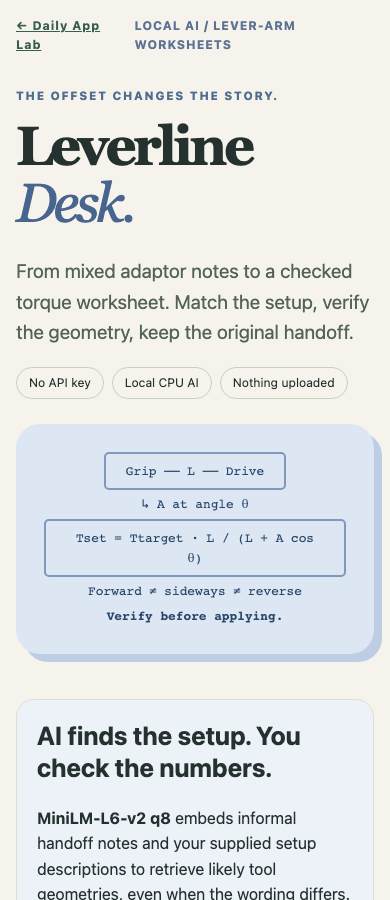 ← Daily App
Lab
LOCAL AI / LEVER-ARM
WORKSHEETS
THE OFFSET CHANGES THE STORY.
Leverline
Desk.
From mixed adaptor notes to a checked
torque worksheet. Match the setup, verify
the geometry, keep the original handoff.
No API key
Local CPU AI
Nothing uploaded
Grip — L — Drive
↳ A at angle θ
Tset = Ttarget · L / (L + A cos
θ)
Forward ≠ sideways ≠ reverse
Verify before applying.
AI finds the setup. You
check the numbers.
MiniLM-L6-v2 q8 embeds informal
handoff notes and your supplied setup
descriptions to retrieve likely tool
geometries, even when the wording differs.